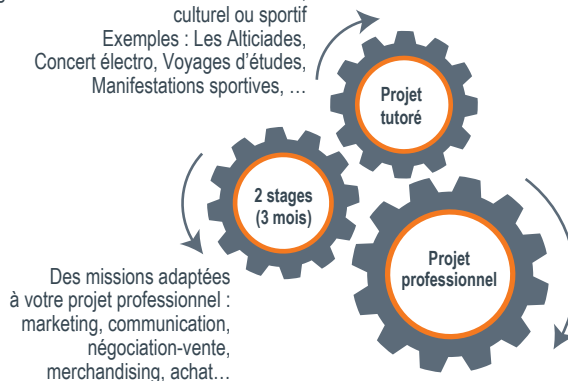 culturel ou sportif
Exemples : Les Alticiades,
Concert électro, Voyages d’études,
Manifestations sportives, …
Projet
tutoré
2 stages
(3 mois)
Projet
professionnel
Des missions adaptées
à votre projet professionnel :
marketing, communication,
négociation-vente,
merchandising, achat…